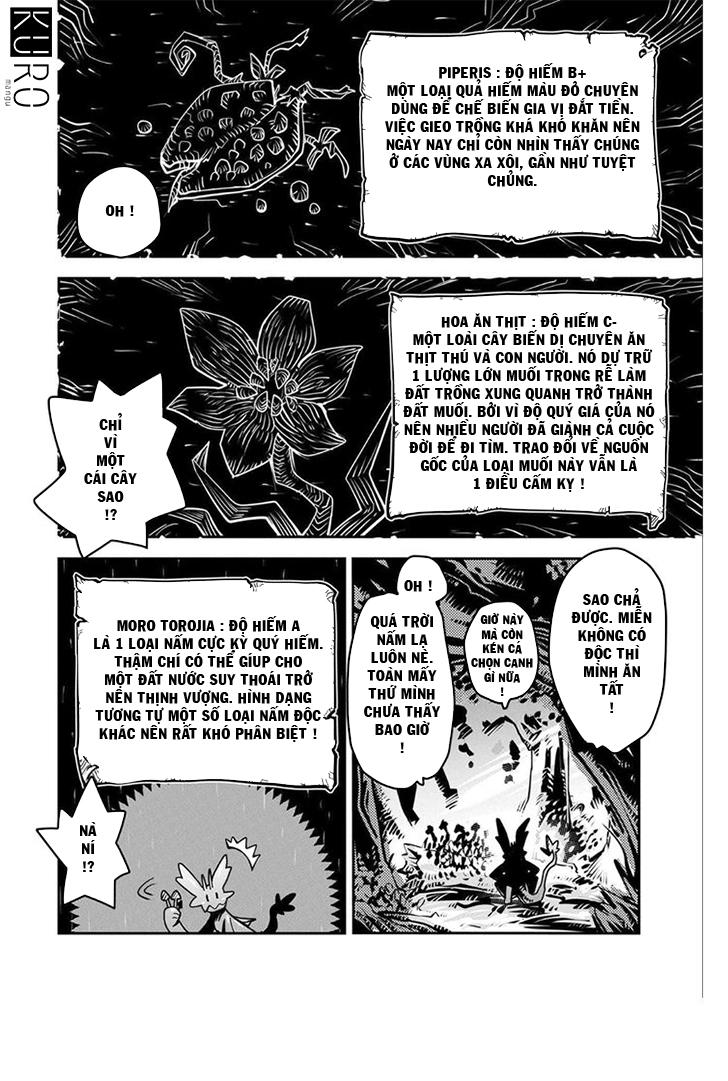 KURO
mangu
PIPERIS : ĐỘ HIẾM B+
MỘT LOẠI QUẢ HIẾM MÀU ĐỎ CHUYÊN
DÙNG ĐỂ CHẾ BIẾN GIA VỊ ĐẮT TIỀN.
VIỆC GIEO TRỒNG KHÁ KHÓ KHĂN NÊN
NGÀY NAY CHỈ CÒN NHÌN THẤY CHÚNG
Ở CÁC VÙNG XA XÔI, GẦN NHƯ TUYỆT
CHỦNG.
OH !
HOA ĂN THỊT : ĐỘ HIẾM C-
MỘT LOÀI CÂY BIẾN DỊ CHUYÊN ĂN
THỊT THÚ VÀ CON NGƯỜI. NÓ DỰ TRỮ
1 LƯỢNG LỚN MUỐI TRONG RỄ LÀM
ĐẤT TRỒNG XUNG QUANH TRỞ THÀNH
ĐẤT MUỐI. BỞI VÌ ĐỘ QUÝ GIÁ CỦA NÓ
NÊN NHIỀU NGƯỜI ĐÃ GIÀNH CẢ CUỘC
ĐỜI ĐỂ ĐI TÌM. TRAO ĐỔI VỀ NGUỒN
GỐC CỦA LOẠI MUỐI NÀY VẪN LÀ
1 ĐIỀU CẤM KỴ !
CHỈ
VÌ
MỘT
CÁI CÂY
SAO
!?
SAO CHẢ
ĐƯỢC. MIỄN
KHÔNG CÓ
ĐỘC THÌ
MÌNH ĂN
TẤT
!
GIỜ NÀY
MÀ CÒN
KÉN CÁ
CHỌN CANH
GÌ NỮA
!
OH !
QUÁ TRỜI
NẤM LẠ
LUÔN NÈ.
TOÀN MẤY
THỨ MÌNH
CHƯA THẤY
BAO GIỜ
!
MORO TOROJIA : ĐỘ HIẾM A
LÀ 1 LOẠI NẤM CỰC KỲ QUÝ HIẾM.
THẬM CHÍ CÓ THỂ GIÚP CHO
MỘT ĐẤT NƯỚC SUY THOÁI TRỞ
NÊN THỊNH VƯỢNG. HÌNH DẠNG
TƯƠNG TỰ MỘT SỐ LOẠI NẤM ĐỘC
KHÁC NÊN RẤT KHÓ PHÂN BIỆT !
NÀ
NÍ
!?